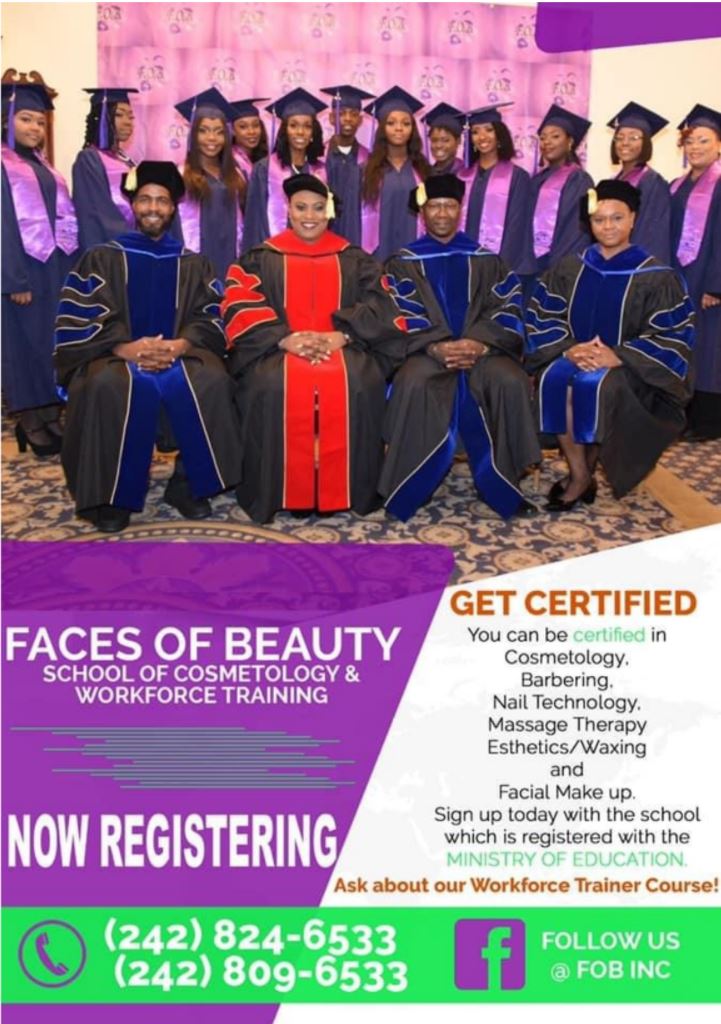 FACES OF BEAUTY
SCHOOL OF COSMETOLOGY &
WORKFORCE TRAINING
NOW REGISTERING
GET CERTIFIED
You can be certified in
Cosmetology,
Barbering,
Nail Technology,
Massage Therapy
Esthetics/Waxing
and
Facial Make up.
Sign up today with the school
which is registered with the
MINISTRY OF EDUCATION.
Ask about our Workforce Trainer Course!
(242) 824-6533
(242) 809-6533
FOLLOW US
@ FOB INC